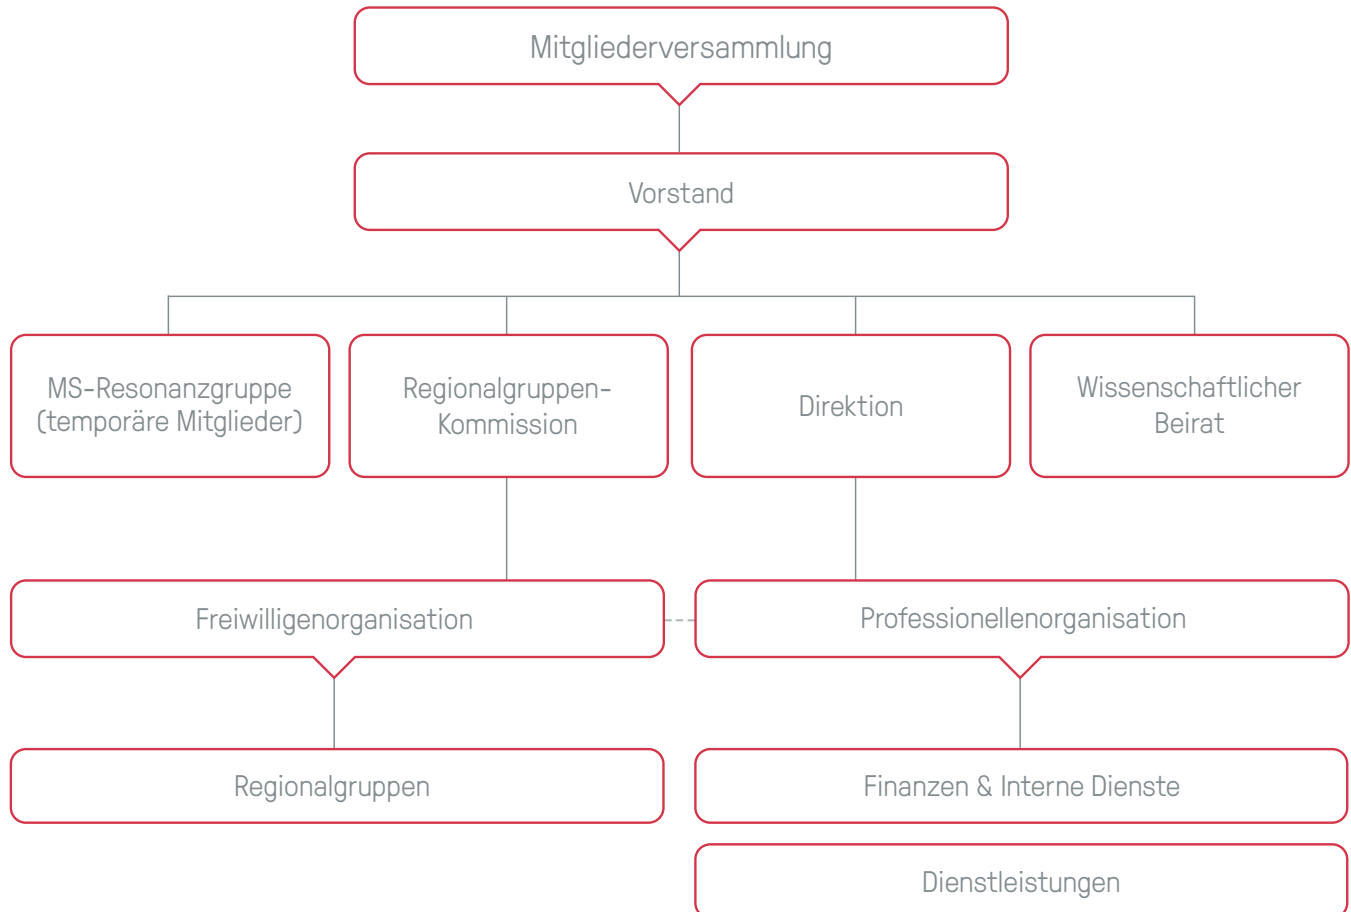 Mitgliederversammlung
Vorstand
MS-Resonanzgruppe
(temporäre Mitglieder)
Regionalgruppen-
Kommission
Direktion
Wissenschaftlicher
Beirat
Freiwilligenorganisation
Professionellenorganisation
Regionalgruppen
Finanzen & Interne Dienste
Dienstleistungen